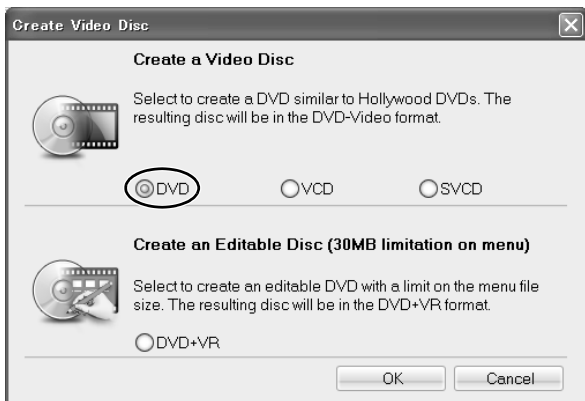 Create Video Disc
Create a Video Disc
Select to create a DVD similar to Hollywood DVDs. The
resulting disc will be in the DVD-Video format.
DVD VCD SVCD
Create an Editable Disc (30MB limitation on menu)
Select to create an editable DVD with a limit on the menu file
size. The resulting disc will be in the DVD+VR format.
DVD+VR
OK Cancel